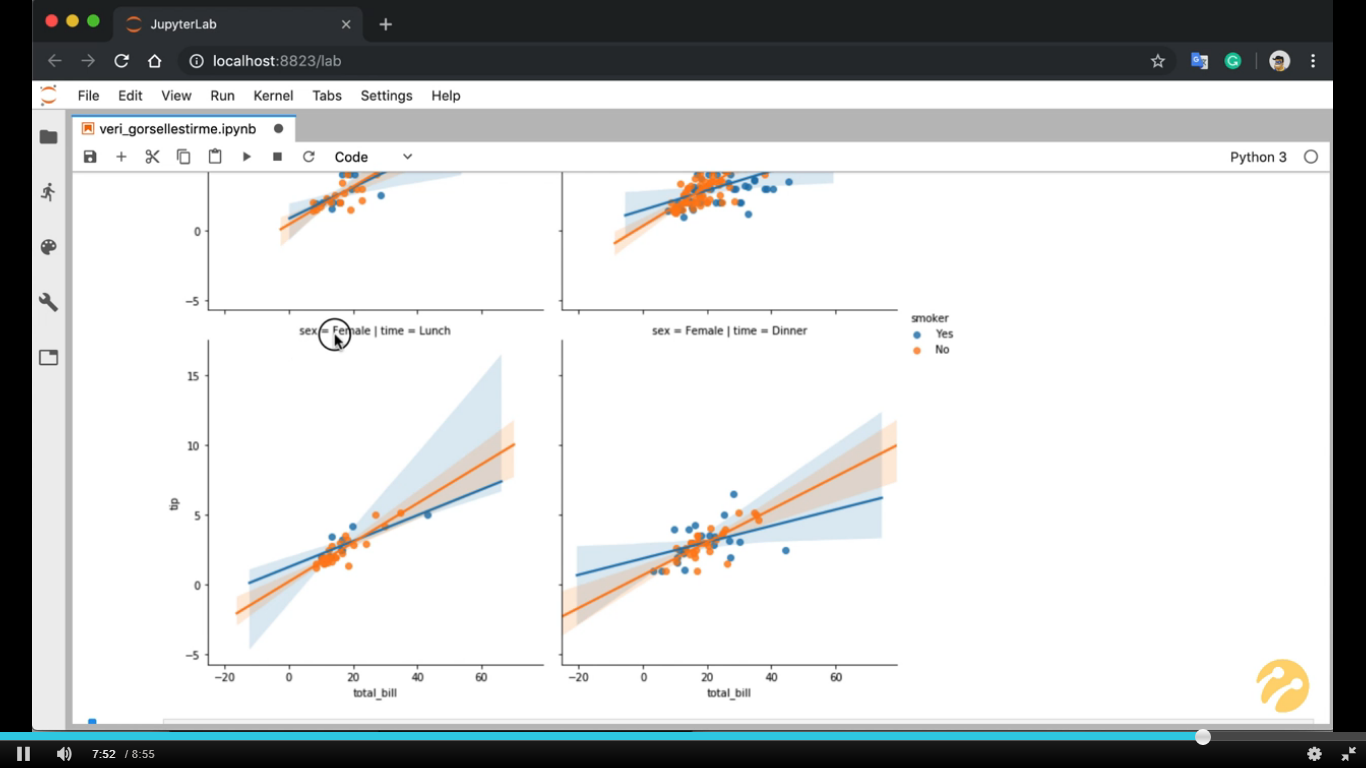 JupyterLab
localhost:8823/lab
File Edit View Run Kernel Tabs Settings Help
veri_gorsellestirme.ipynb
Code
Python 3
0
−5
sex = Female | time = Lunch
sex = Female | time = Dinner
smoker
Yes
No
15
10
5
0
−5
tip
−20 0 20 40 60
−20 0 20 40 60
total_bill
total_bill
7:52 / 8:55